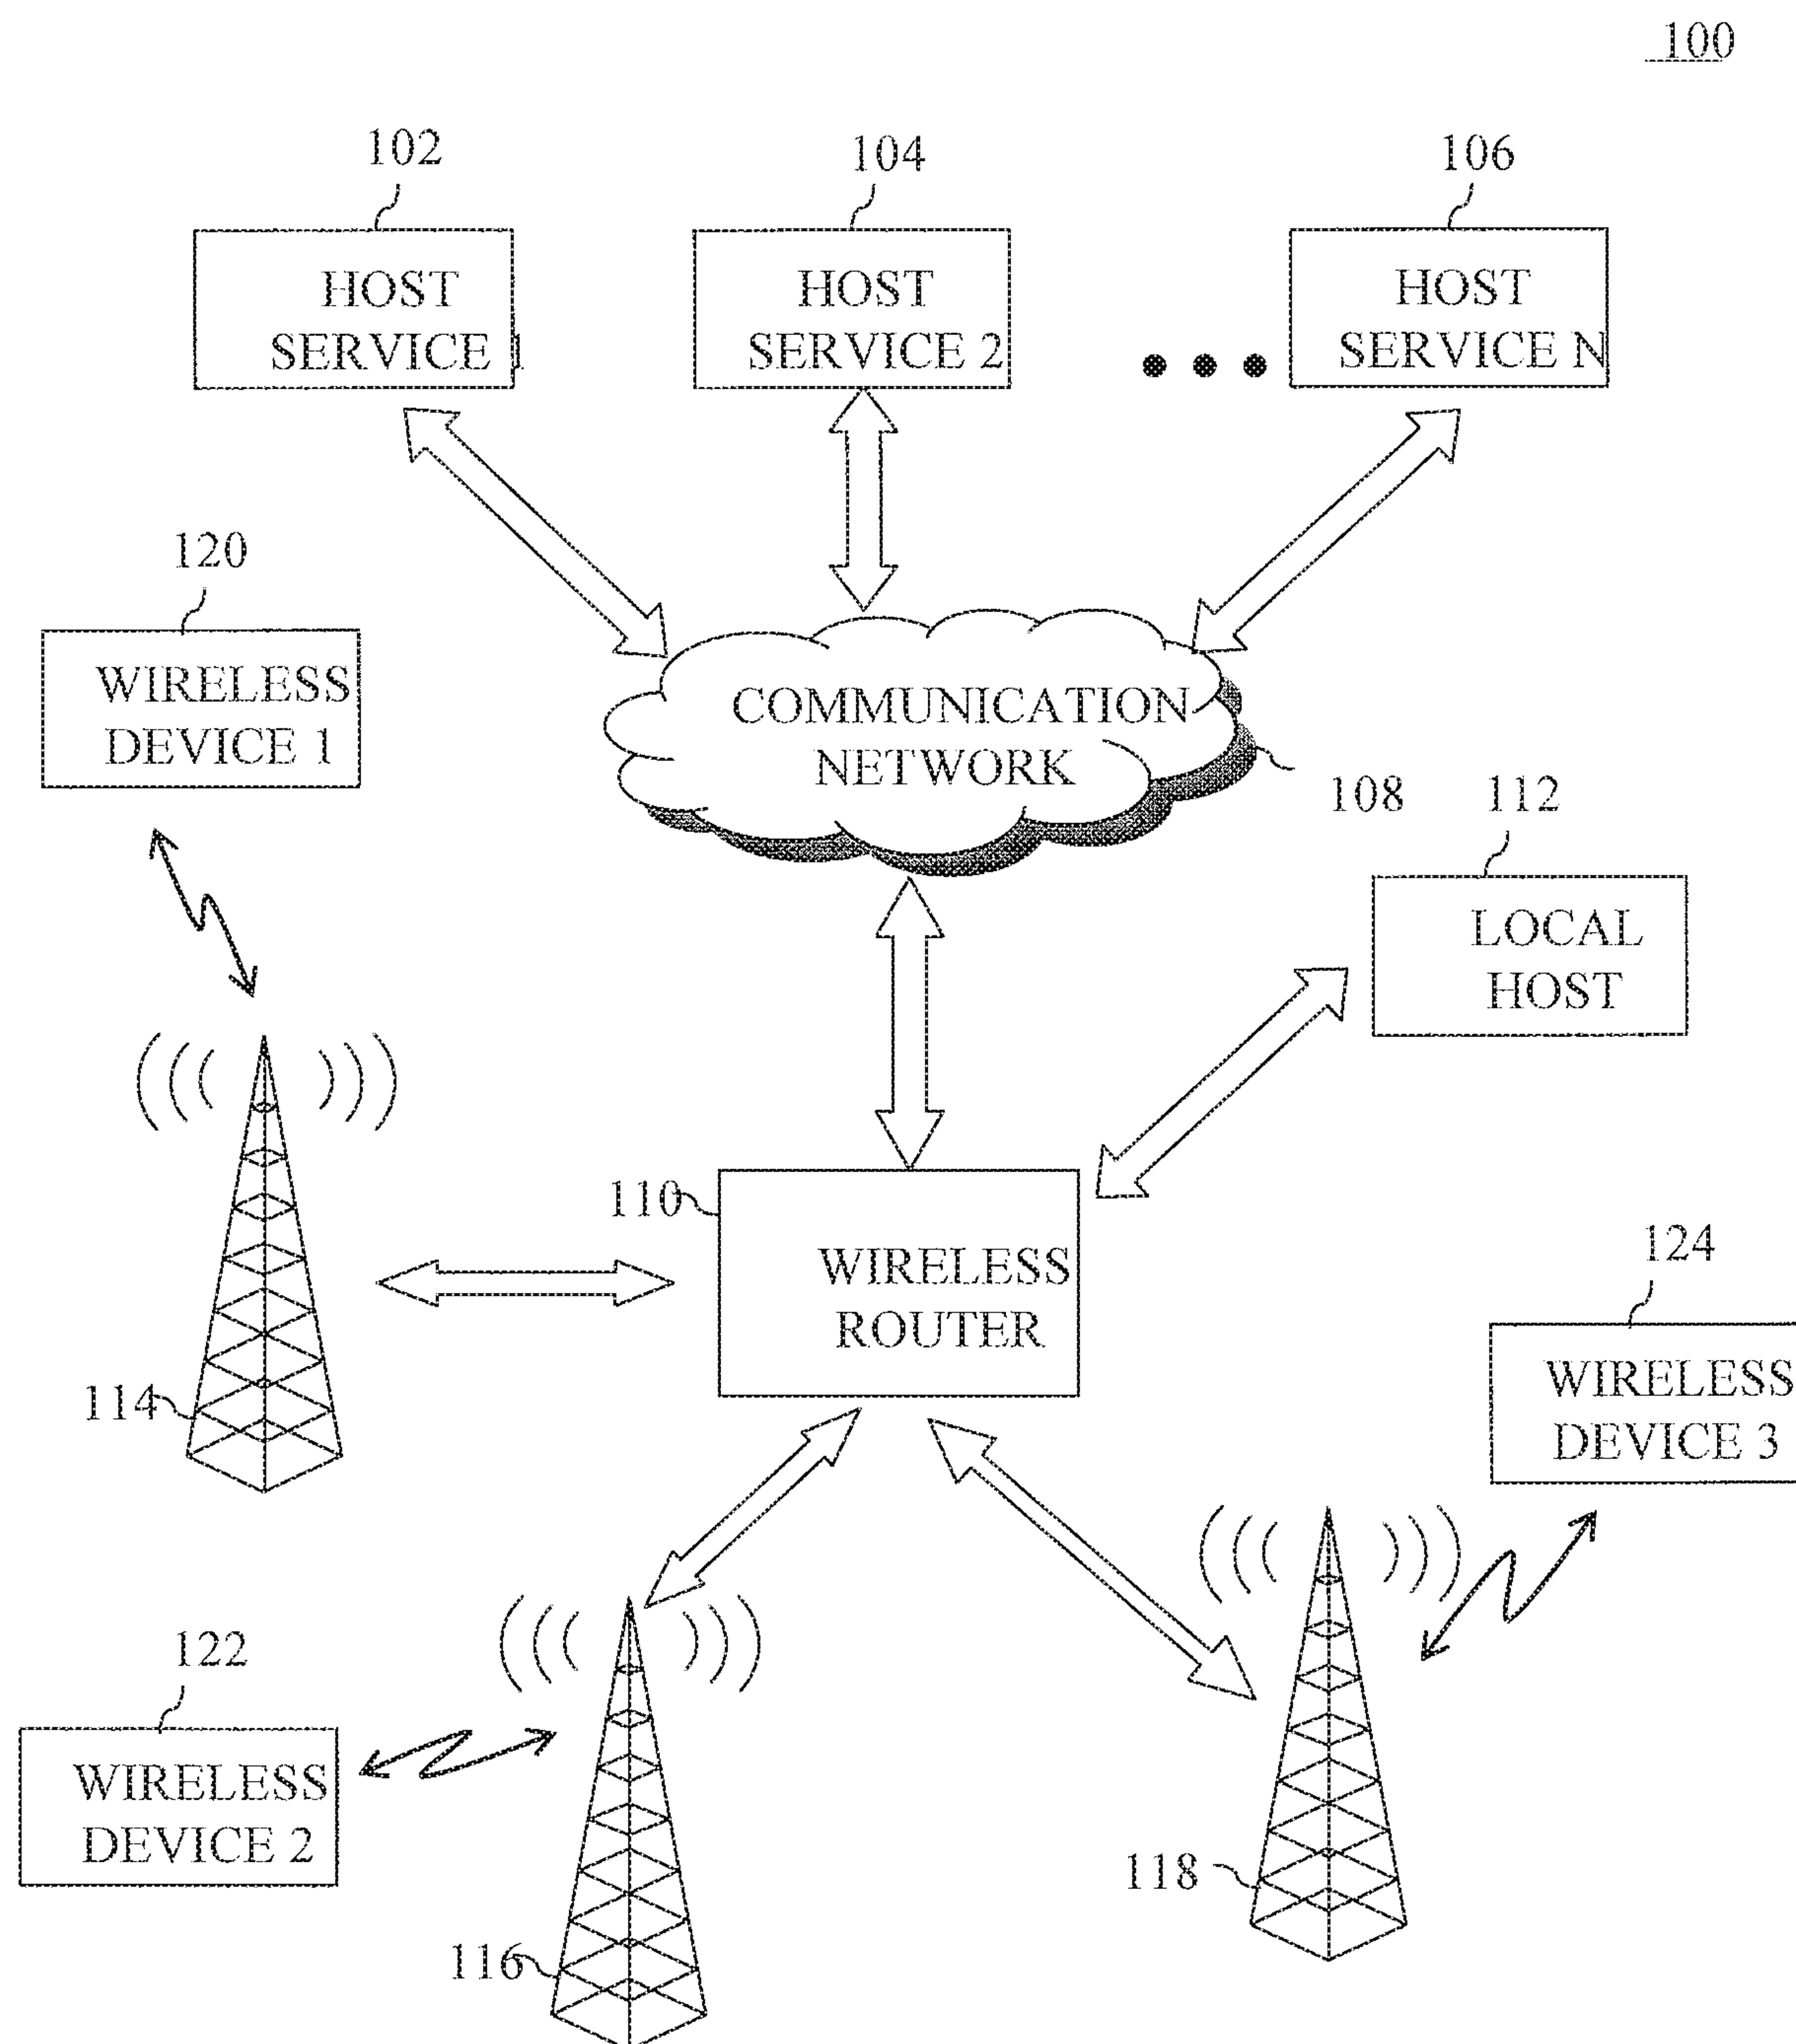 100
102
104
106
HOST
SERVICE 1
HOST
SERVICE 2
HOST
SERVICE N
120
WIRELESS
DEVICE 1
COMMUNICATION
NETWORK
108
112
LOCAL
HOST
110
WIRELESS
ROUTER
114
124
WIRELESS
DEVICE 3
122
WIRELESS
DEVICE 2
118
116